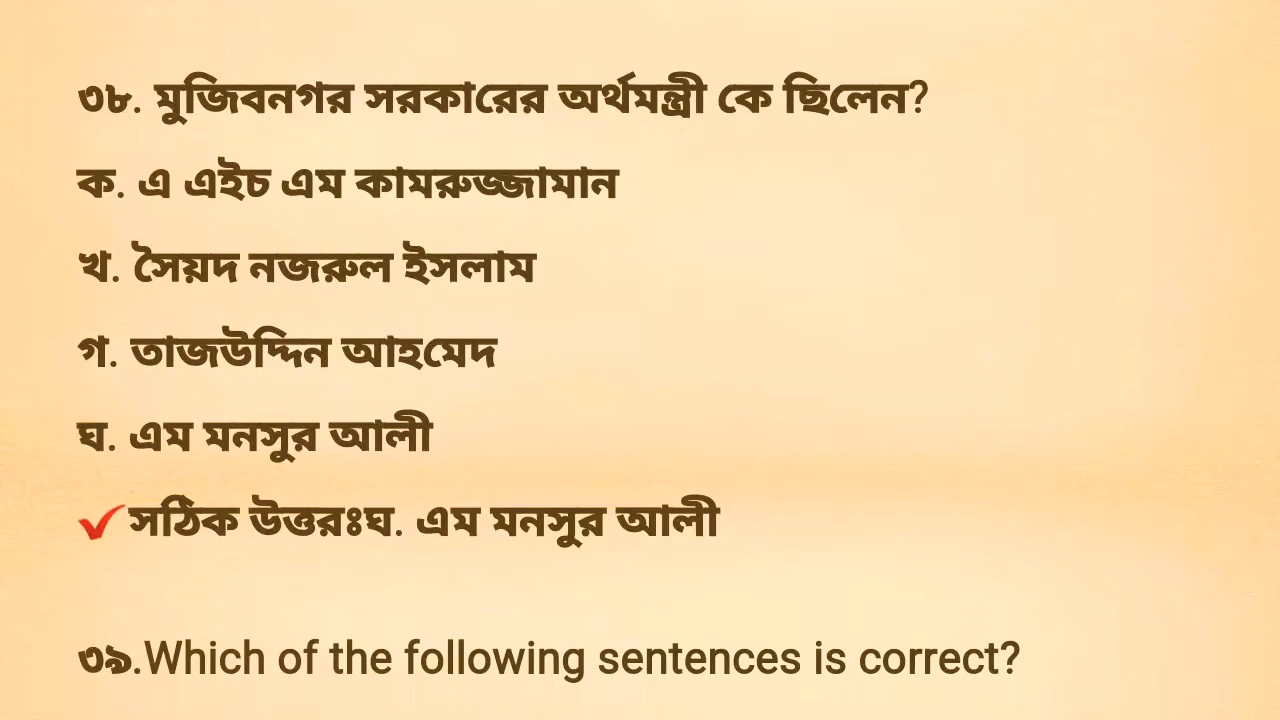 ৩৮. মুজিবনগর সরকারের অর্থমন্ত্রী কে ছিলেন?
ক. এ এইচ এম কামরুজ্জামান
খ. সৈয়দ নজরুল ইসলাম
গ. তাজউদ্দিন আহমেদ
ঘ. এম মনসুর আলী
✔সঠিক উত্তরঃঘ. এম মনসুর আলী
৩৯.Which of the following sentences is correct?